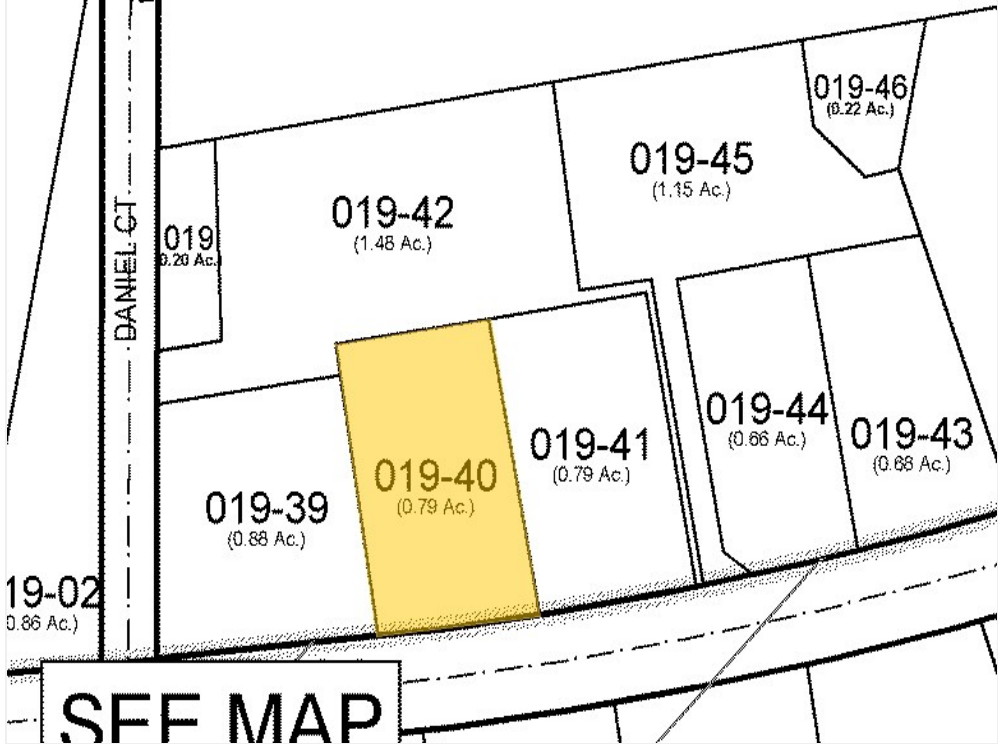 019-46
(0.22 Ac.)
019-45
(1.15 Ac.)
019-42
(1.48 Ac.)
019
0.20 Ac.
DANIEL CT
019-44
(0.66 Ac.)
019-43
(0.68 Ac.)
019-41
(0.79 Ac.)
019-40
(0.79 Ac.)
019-39
(0.88 Ac.)
19-02
0.86 Ac.)
SEE MAP